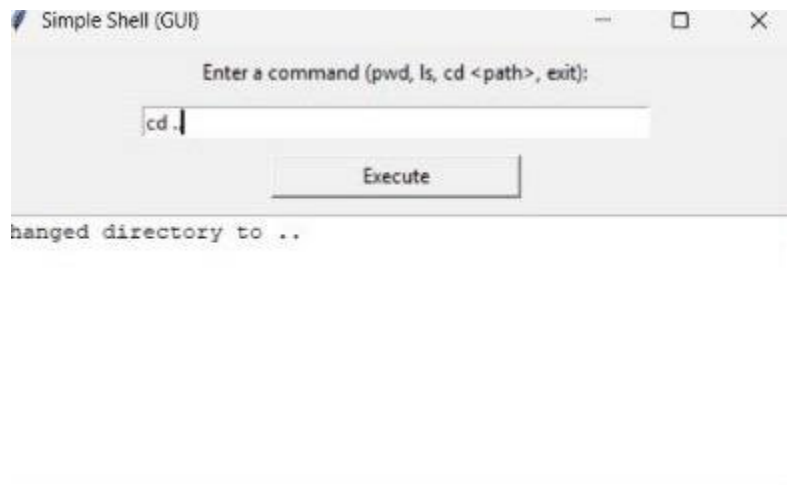 Simple Shell (GUI)
Enter a command (pwd, ls, cd <path>, exit):
cd ..
Execute
hanged directory to ..